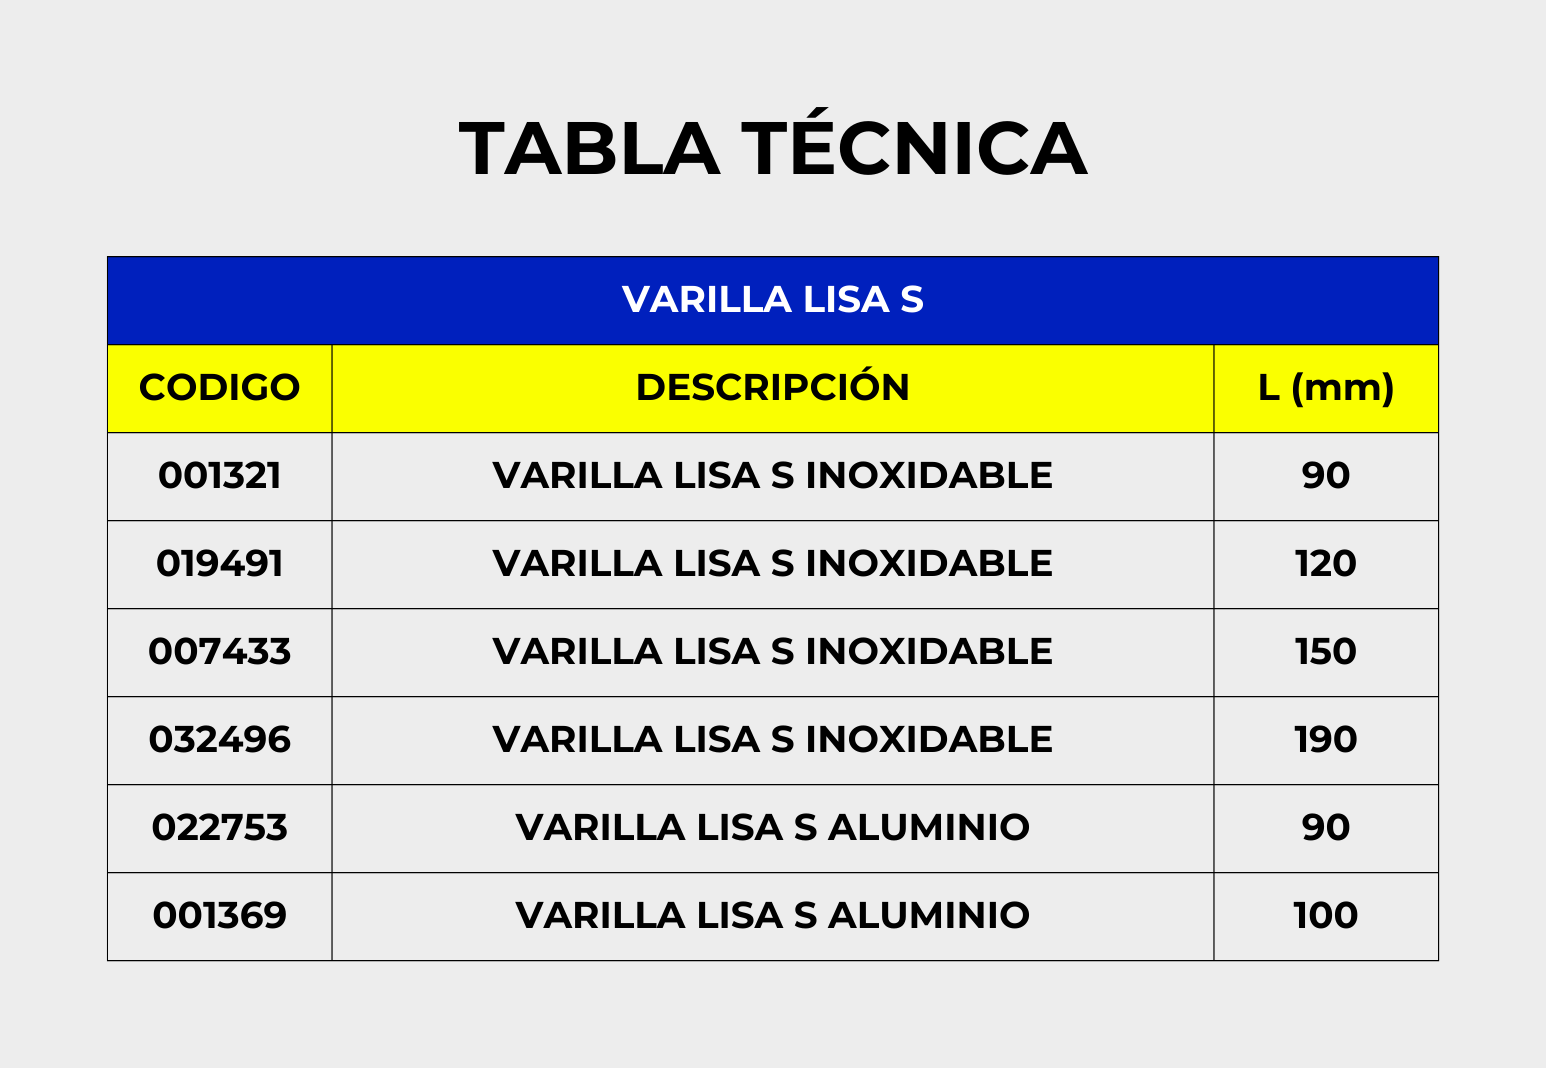 TABLA TÉCNICA
VARILLA LISA S
CODIGO DESCRIPCIÓN L (mm)
001321 VARILLA LISA S INOXIDABLE 90
019491 VARILLA LISA S INOXIDABLE 120
007433 VARILLA LISA S INOXIDABLE 150
032496 VARILLA LISA S INOXIDABLE 190
022753 VARILLA LISA S ALUMINIO 90
001369 VARILLA LISA S ALUMINIO 100